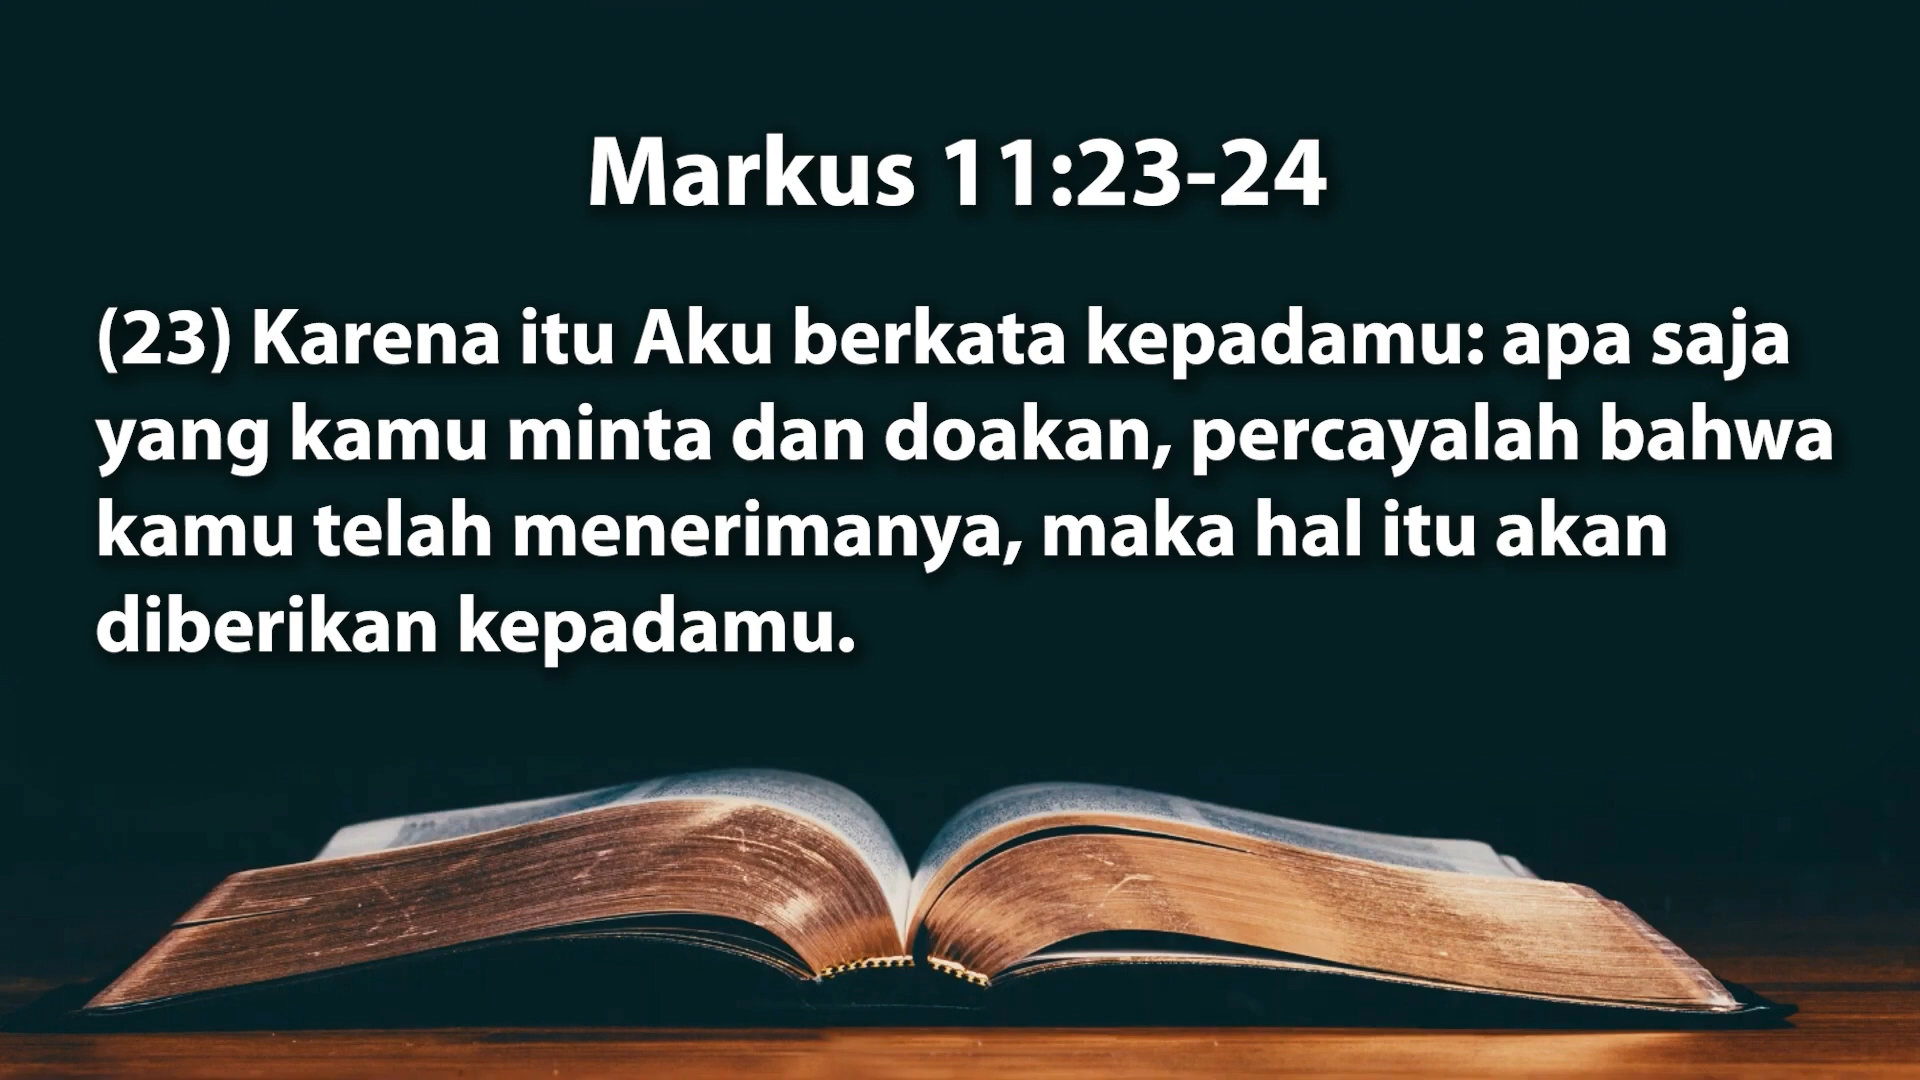 Markus 11:23-24
(23) Karena itu Aku berkata kepadamu: apa saja
yang kamu minta dan doakan, percayalah bahwa
kamu telah menerimanya, maka hal itu akan
diberikan kepadamu.